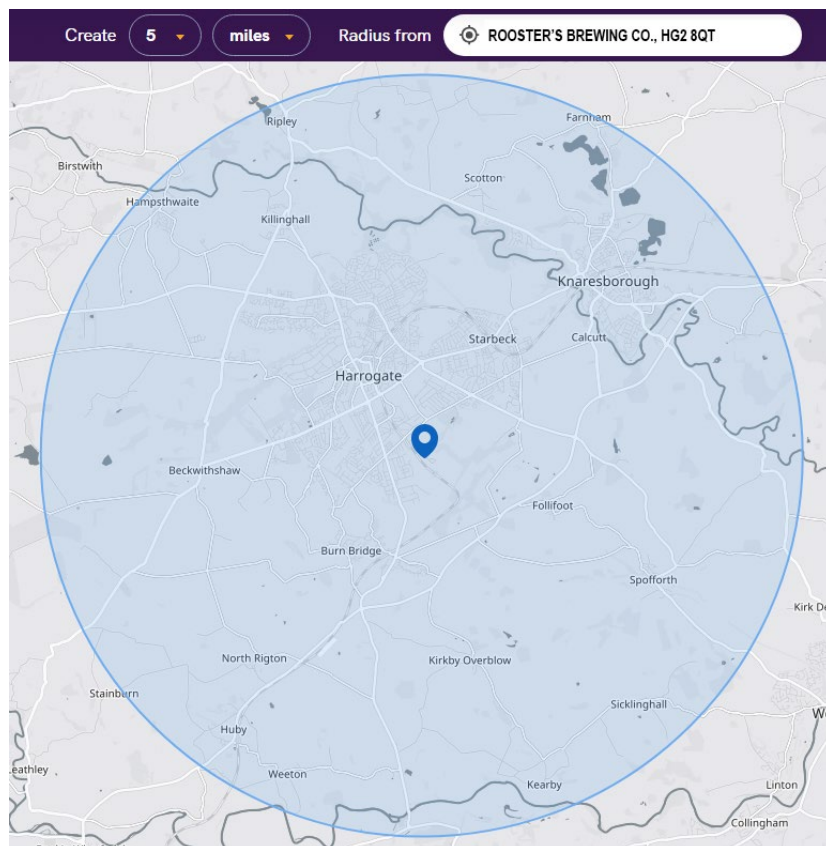 Create 5 miles Radius from ROOSTER'S BREWING CO., HG2 8QT
Ripley
Farnham
Birstwith
Scotton
Hampsthwaite
Killinghall
Knaresborough
Starbeck
Calcutt
Harrogate
Beckwithshaw
Follifoot
Burn Bridge
Spofforth
Kirk De
North Rigton
Kirkby Overblow
Stainburn
Sicklinghall
We
Huby
eathley
Weeton
Kearby
Linton
Collingham